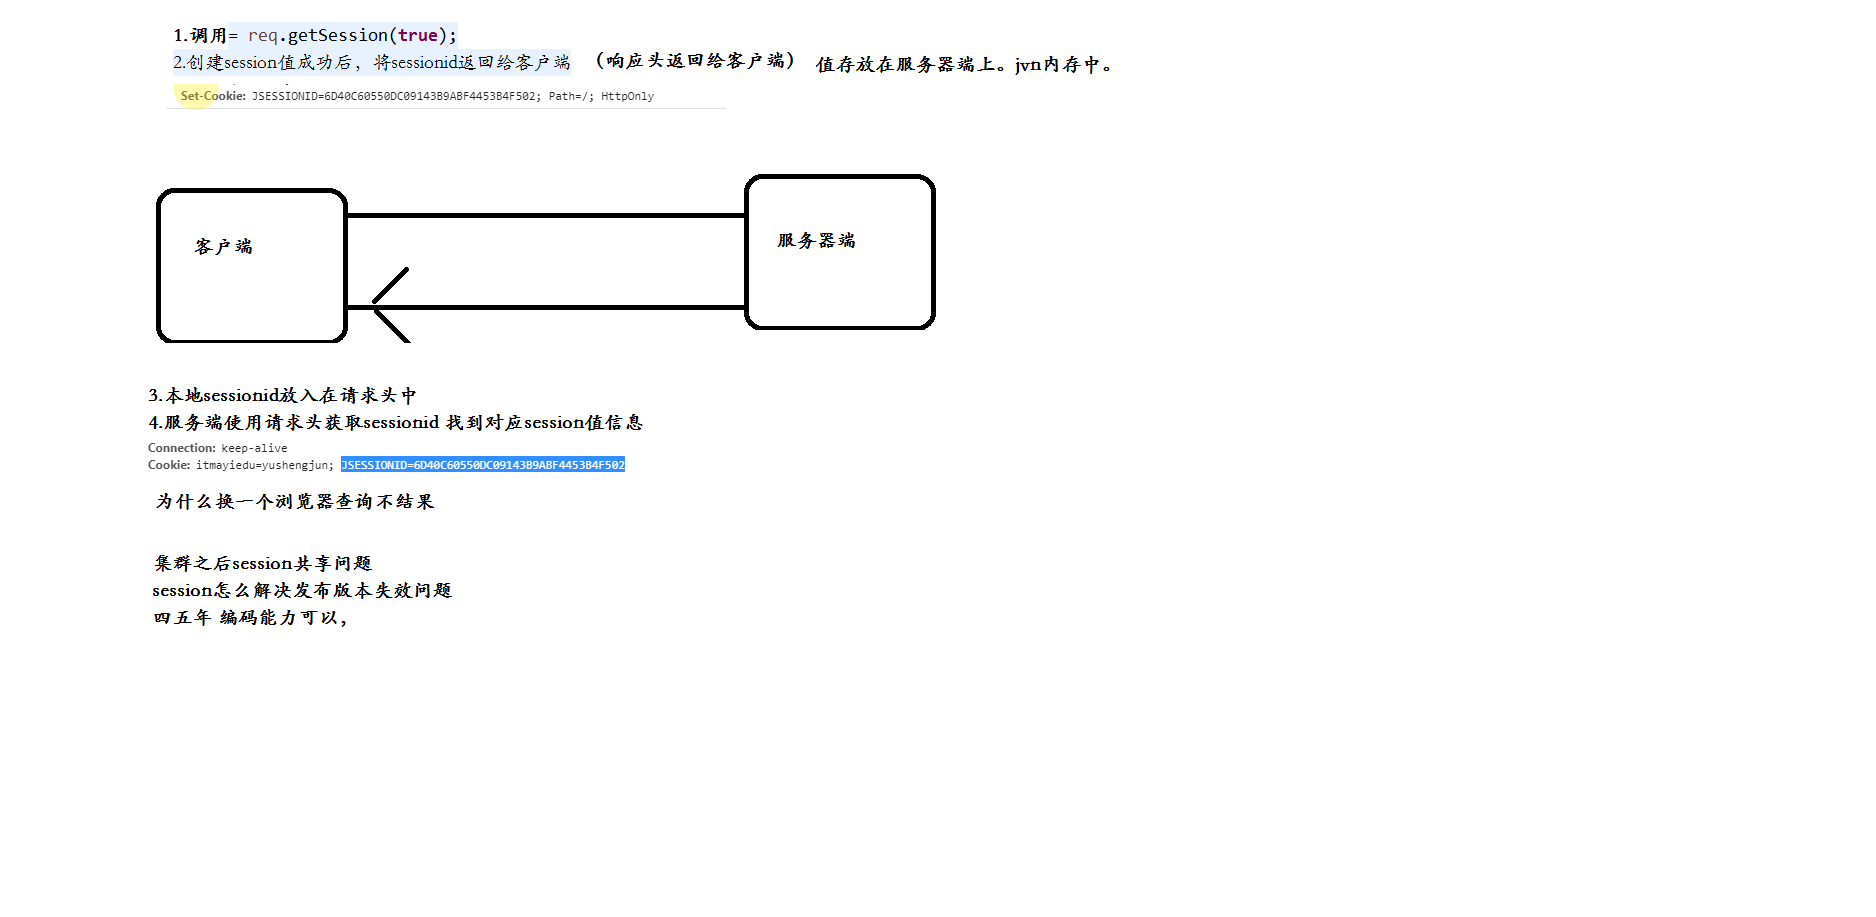 1.调用= req.getSession(true);
2.创建session值成功后，将sessionid返回给客户端 （响应头返回给客户端） 值存放在服务器端上。jvn内存中。
Set-Cookie: JSESSIONID=6D40C60550DC09143B9ABF4453B4F502; Path=/; HttpOnly
客户端
服务器端
3.本地sessionid放入在请求头中
4.服务端使用请求头获取sessionid 找到对应session值信息
Connection: keep-alive
Cookie: itmayiedu=yushengjun; JSESSIONID=6D40C60550DC09143B9ABF4453B4F502
为什么换一个浏览器查询不结果
集群之后session共享问题
session怎么解决发布版本失效问题
四五年 编码能力可以，